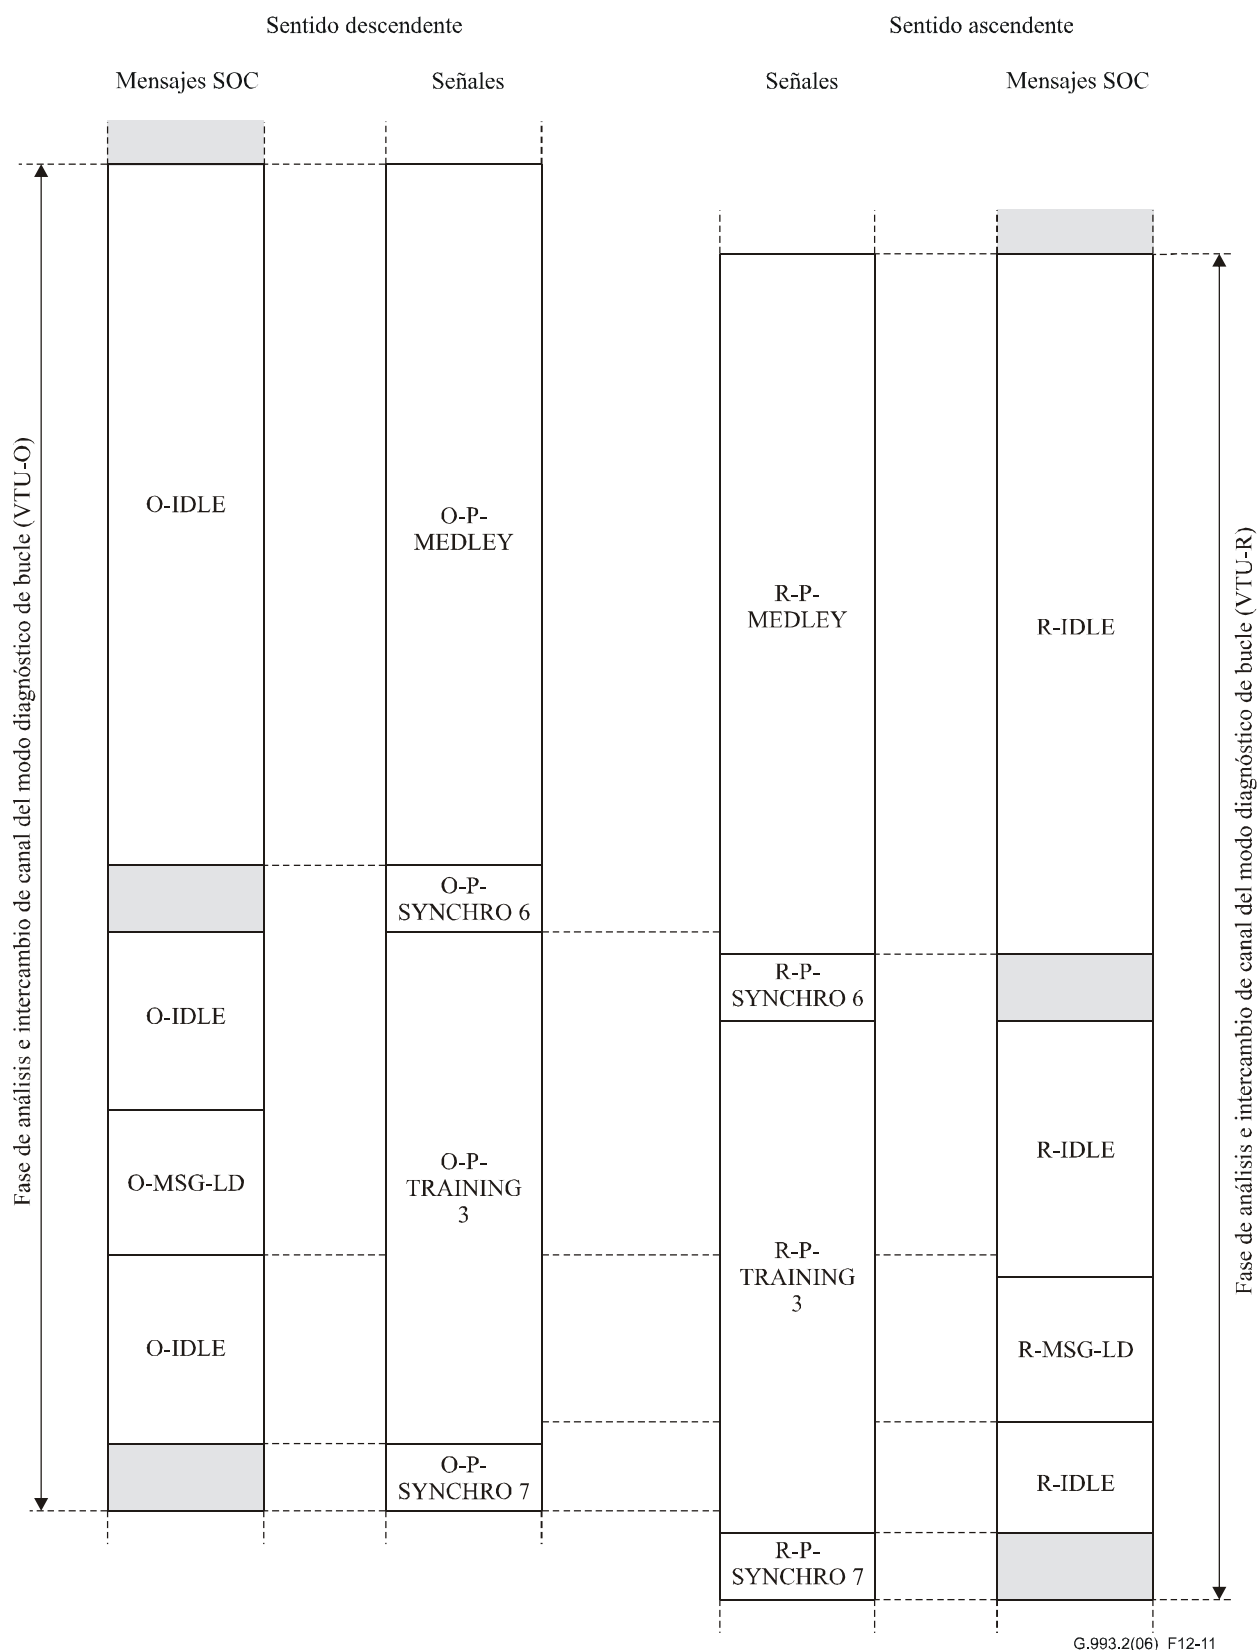 Sentido descendente
Sentido ascendente
Mensajes SOC
Señales
Señales
Mensajes SOC
Fase de análisis e intercambio de canal del modo diagnóstico de bucle (VTU-O)
O-IDLE
O-P-
MEDLEY
R-P-
MEDLEY
R-IDLE
O-P-
SYNCHRO 6
R-P-
SYNCHRO 6
O-IDLE
O-MSG-LD
O-P-
TRAINING
3
R-IDLE
R-P-
TRAINING
3
O-IDLE
R-MSG-LD
O-P-
SYNCHRO 7
R-IDLE
R-P-
SYNCHRO 7
Fase de análisis e intercambio de canal del modo diagnóstico de bucle (VTU-R)
G.993.2(06)_F12-11